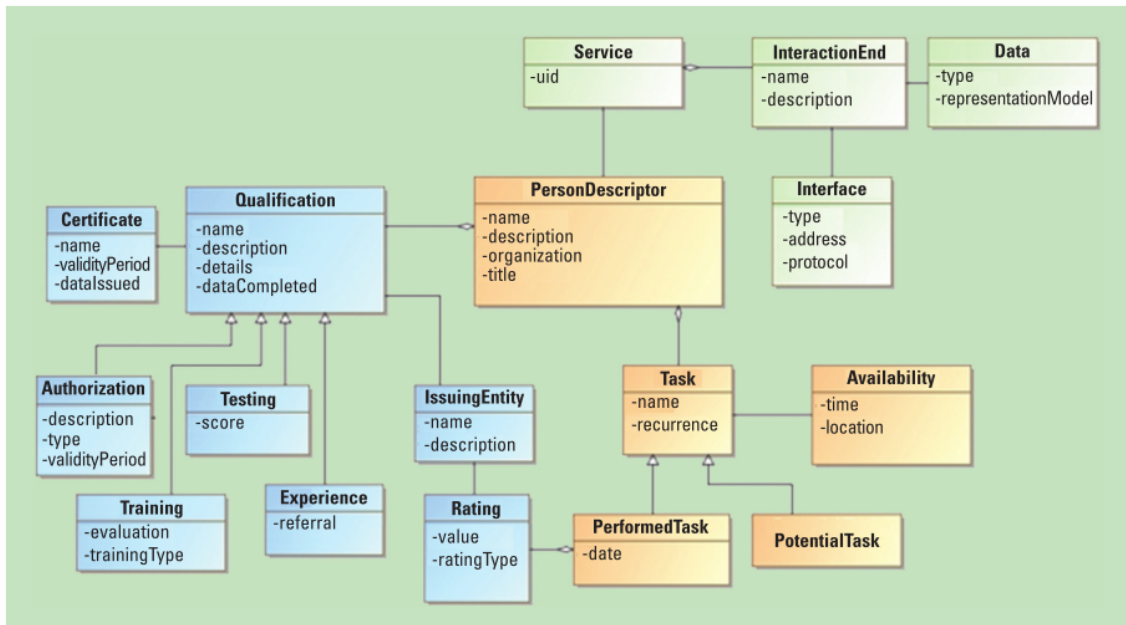 Service
-uid
InteractionEnd
-name
-description
Data
-type
-representationModel
Interface
-type
-address
-protocol
PersonDescriptor
-name
-description
-organization
-title
Qualification
-name
-description
-details
-dataCompleted
Certificate
-name
-validityPeriod
-dataIssued
Authorization
-description
-type
-validityPeriod
Testing
-score
IssuingEntity
-name
-description
Task
-name
-recurrence
Availability
-time
-location
Training
-evaluation
-trainingType
Experience
-referral
Rating
-value
-ratingType
PerformedTask
-date
PotentialTask